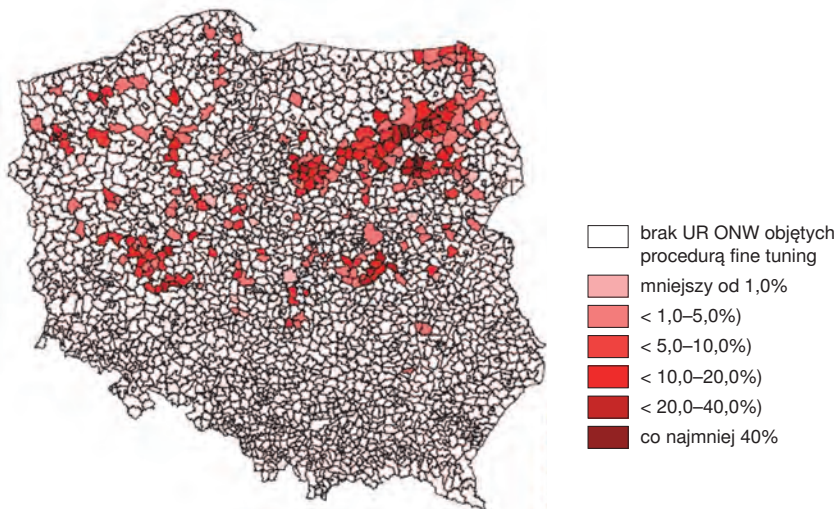 brak UR ONW objętych
procedurą fine tuning
mniejszy od 1,0%
< 1,0–5,0%)
< 5,0–10,0%)
< 10,0–20,0%)
< 20,0–40,0%)
co najmniej 40%